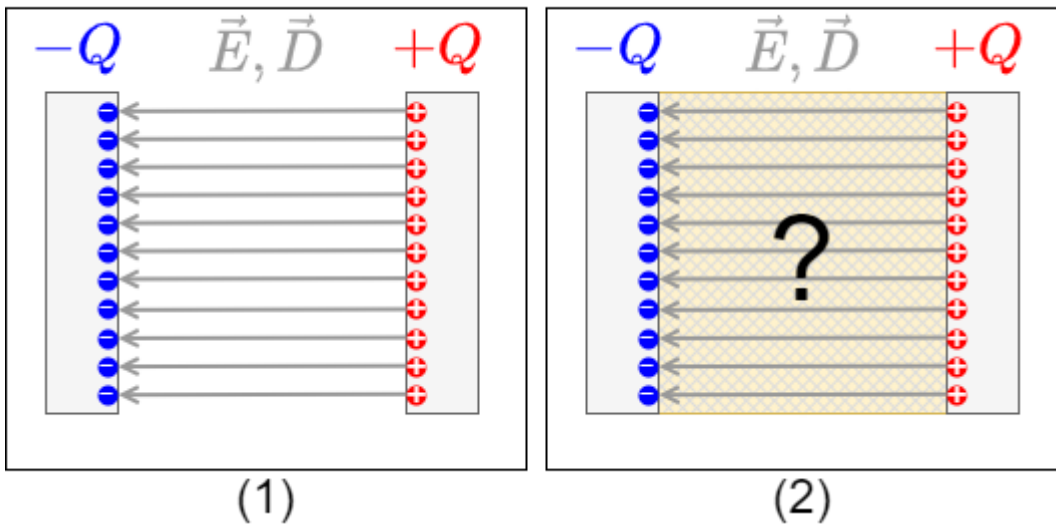 −Q E⃗, D⃗ +Q
−Q E⃗, D⃗ +Q
?
(1)
(2)